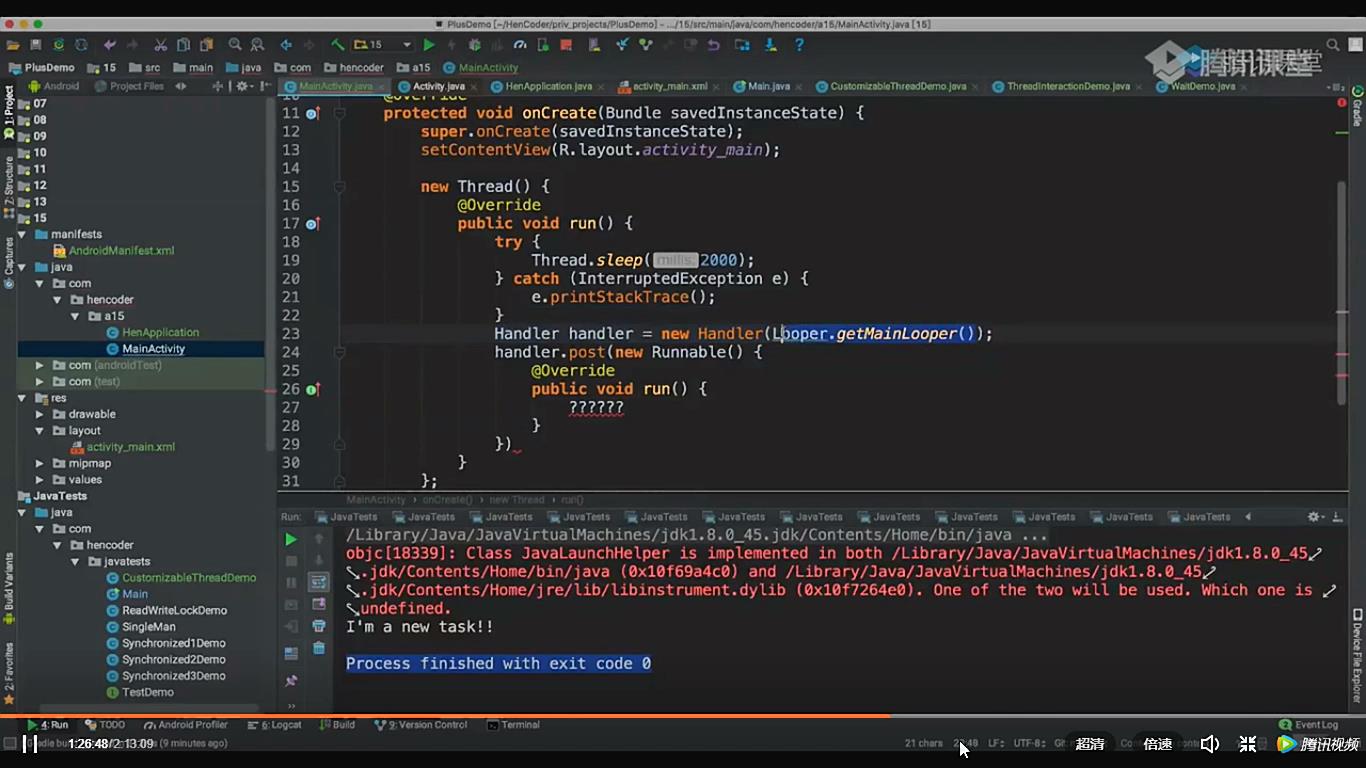 PlusDemo [~/HenCoder/priv_projects/PlusDemo] - .../15/src/main/java/com/hencoder/a15/MainActivity.java [15]
15
腾讯课堂
PlusDemo 15 src main java com hencoder a15 MainActivity
Android Project Files
MainActivity.java Activity.java HenApplication.java activity_main.xml Main.java CustomizableThreadDemo.java ThreadInteractionDemo.java WaitDemo.java
1: Project
Z: Structure
Captures
Build Variants
2: Favorites
Gradle
Device File Explorer
07
08
09
10
11
12
13
15
manifests
AndroidManifest.xml
java
com
hencoder
a15
HenApplication
MainActivity
com (androidTest)
com (test)
res
drawable
layout
activity_main.xml
mipmap
values
JavaTests
java
com
hencoder
javatests
CustomizableThreadDemo
Main
ReadWriteLockDemo
SingleMan
Synchronized1Demo
Synchronized2Demo
Synchronized3Demo
TestDemo
10 @Override
11 protected void onCreate(Bundle savedInstanceState) {
12 super.onCreate(savedInstanceState);
13 setContentView(R.layout.activity_main);
14
15 new Thread() {
16 @Override
17 public void run() {
18 try {
19 Thread.sleep( millis: 2000);
20 } catch (InterruptedException e) {
21 e.printStackTrace();
22 }
23 Handler handler = new Handler(Looper.getMainLooper());
24 handler.post(new Runnable() {
25 @Override
26 public void run() {
27 ??????
28 }
29 })
30 }
31 };
MainActivity onCreate() new Thread run()
Run: JavaTests JavaTests JavaTests JavaTests JavaTests JavaTests JavaTests JavaTests JavaTests JavaTests JavaTests JavaTests
/Library/Java/JavaVirtualMachines/jdk1.8.0_45.jdk/Contents/Home/bin/java ...
objc[18339]: Class JavaLaunchHelper is implemented in both /Library/Java/JavaVirtualMachines/jdk1.8.0_45
.jdk/Contents/Home/bin/java (0x10f69a4c0) and /Library/Java/JavaVirtualMachines/jdk1.8.0_45
.jdk/Contents/Home/jre/lib/libinstrument.dylib (0x10f7264e0). One of the two will be used. Which one is
undefined.
I'm a new task!!
Process finished with exit code 0
4: Run TODO Android Profiler 6: Logcat Build 9: Version Control Terminal Event Log
1:26:48/2:13:09 (9 minutes ago) 21 chars LF÷ UTF-8÷ 超清 倍速 腾讯视频